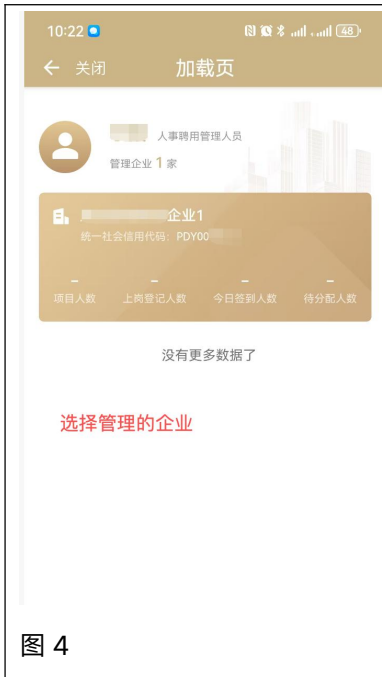 10:22
48
← 关闭 加载页
人事聘用管理人员
管理企业 1 家
企业1
统一社会信用代码: PDY00
– – – –
项目人数 上岗登记人数 今日签到人数 待分配人数
没有更多数据了
选择管理的企业
图 4